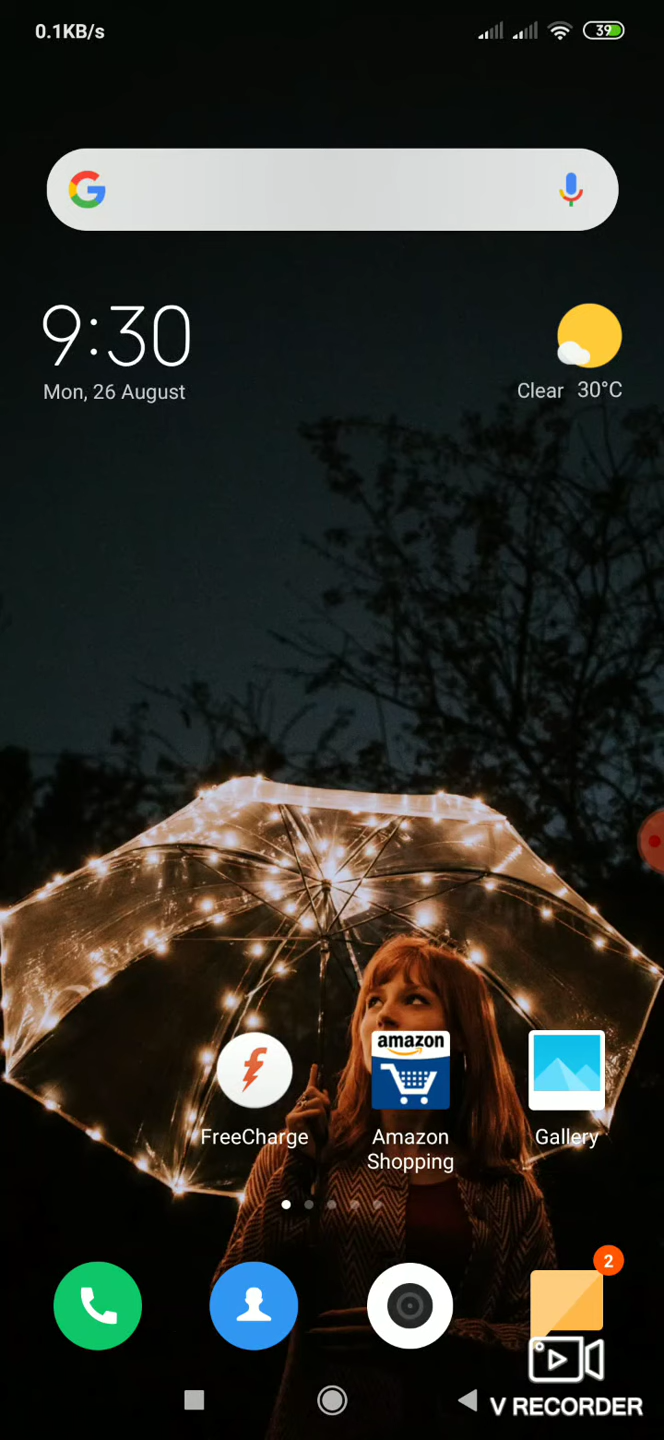 0.1KB/s
39
9:30
Mon, 26 August
Clear 30°C
amazon
FreeCharge
Amazon Shopping
Gallery
2
V RECORDER